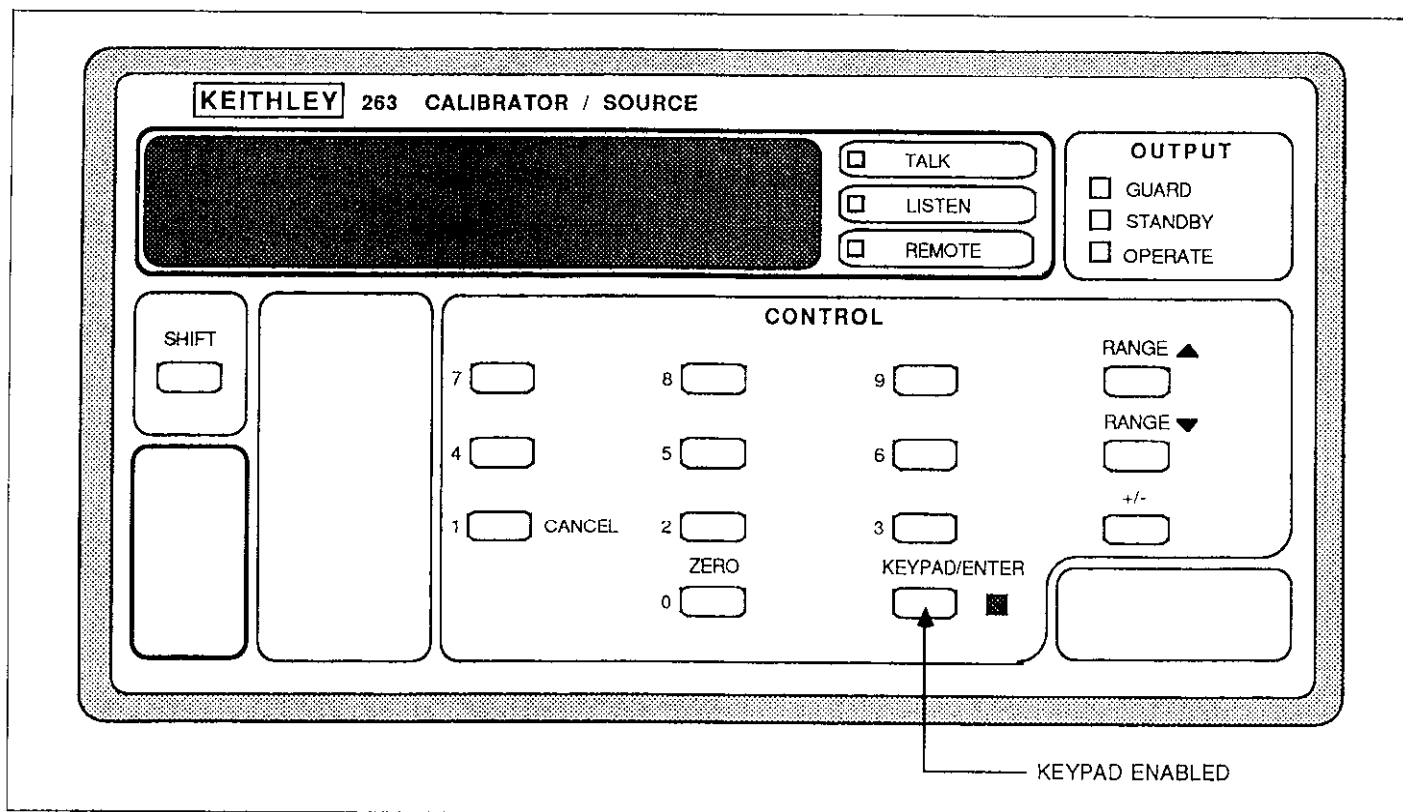 KEITHLEY 263 CALIBRATOR / SOURCE
TALK
LISTEN
REMOTE
OUTPUT
GUARD
STANDBY
OPERATE
SHIFT
CONTROL
7 8 9 RANGE ▲
4 5 6 RANGE ▼
1 CANCEL 2 3 +/-
ZERO KEYPAD/ENTER
0
KEYPAD ENABLED